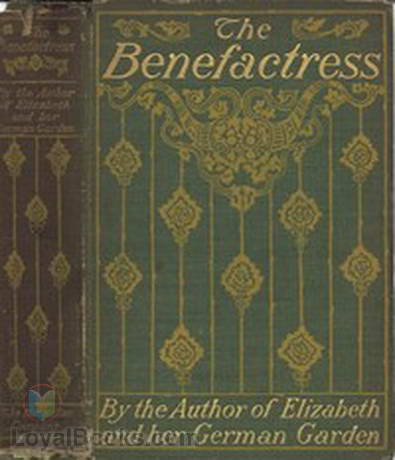 The
Benefactress
By the Author
of Elizabeth
and her
German Garden
The
Benefactress
By the Author of Elizabeth
and her German Garden
LoyalBooks.com